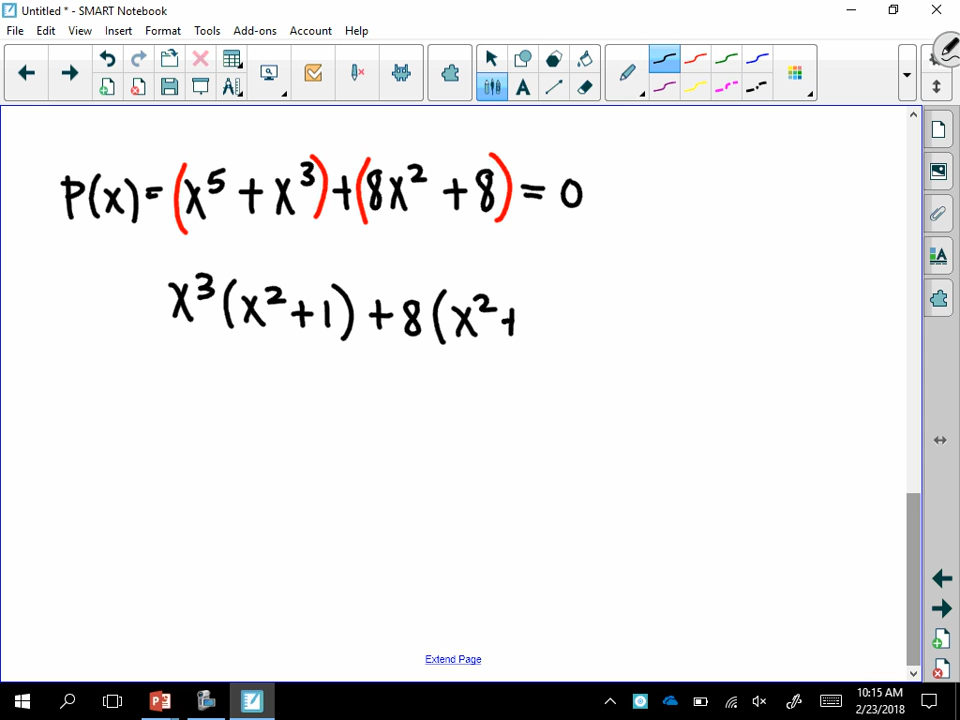 Untitled * - SMART Notebook
File Edit View Insert Format Tools Add-ons Account Help
P(x)= (x⁵ + x³) + (8x² + 8) = 0
x³(x²+1) + 8(x²+
Extend Page
10:15 AM
2/23/2018